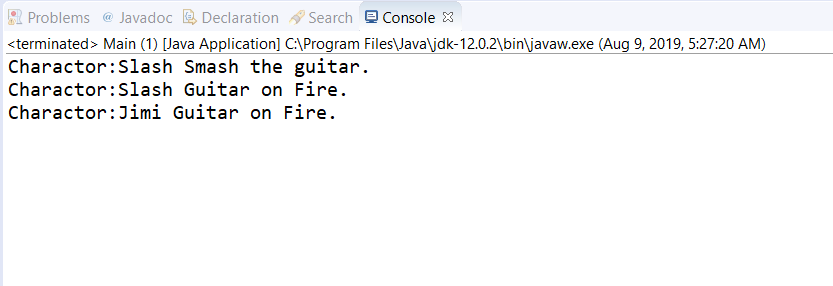 Problems @ Javadoc Declaration Search Console
<terminated> Main (1) [Java Application] C:\Program Files\Java\jdk-12.0.2\bin\javaw.exe (Aug 9, 2019, 5:27:20 AM)
Charactor:Slash Smash the guitar.
Charactor:Slash Guitar on Fire.
Charactor:Jimi Guitar on Fire.